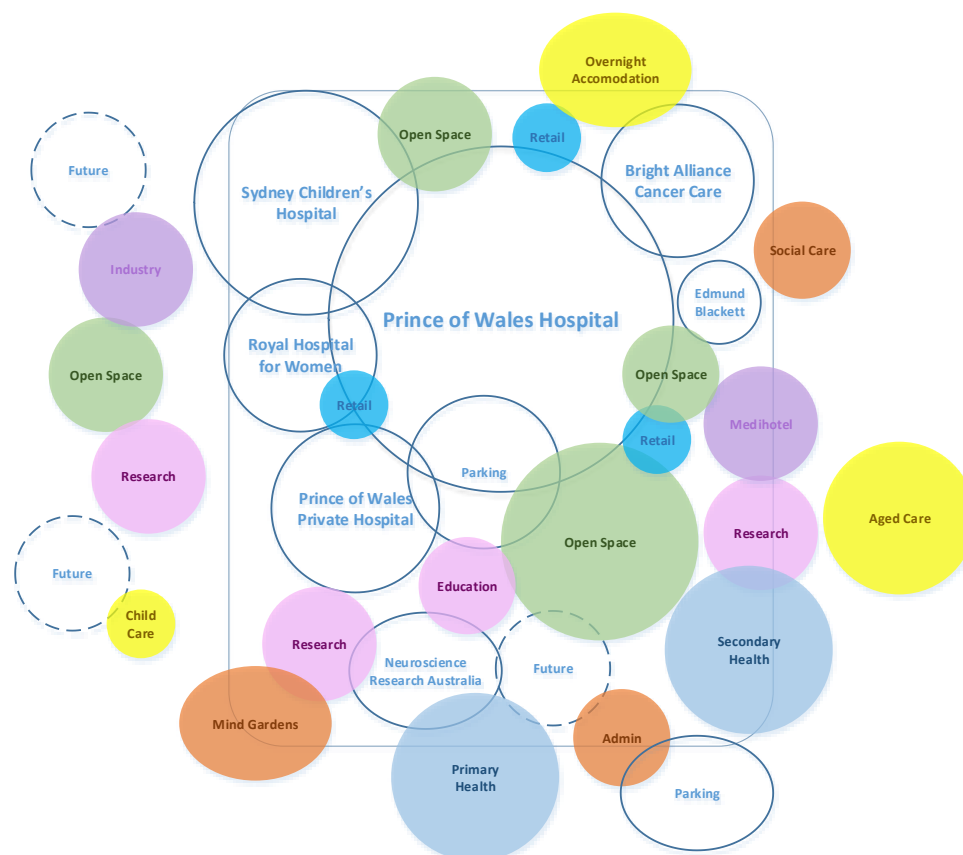 Overnight
Accomodation
Open Space
Retail
Future
Bright Alliance
Cancer Care
Sydney Children's
Hospital
Social Care
Industry
Edmund
Blackett
Prince of Wales Hospital
Royal Hospital
for Women
Open Space
Open Space
Retail
Medihotel
Retail
Research
Parking
Prince of Wales
Private Hospital
Aged Care
Research
Open Space
Future
Education
Child
Care
Research
Secondary
Health
Neuroscience
Research Australia
Future
Mind Gardens
Admin
Primary
Health
Parking